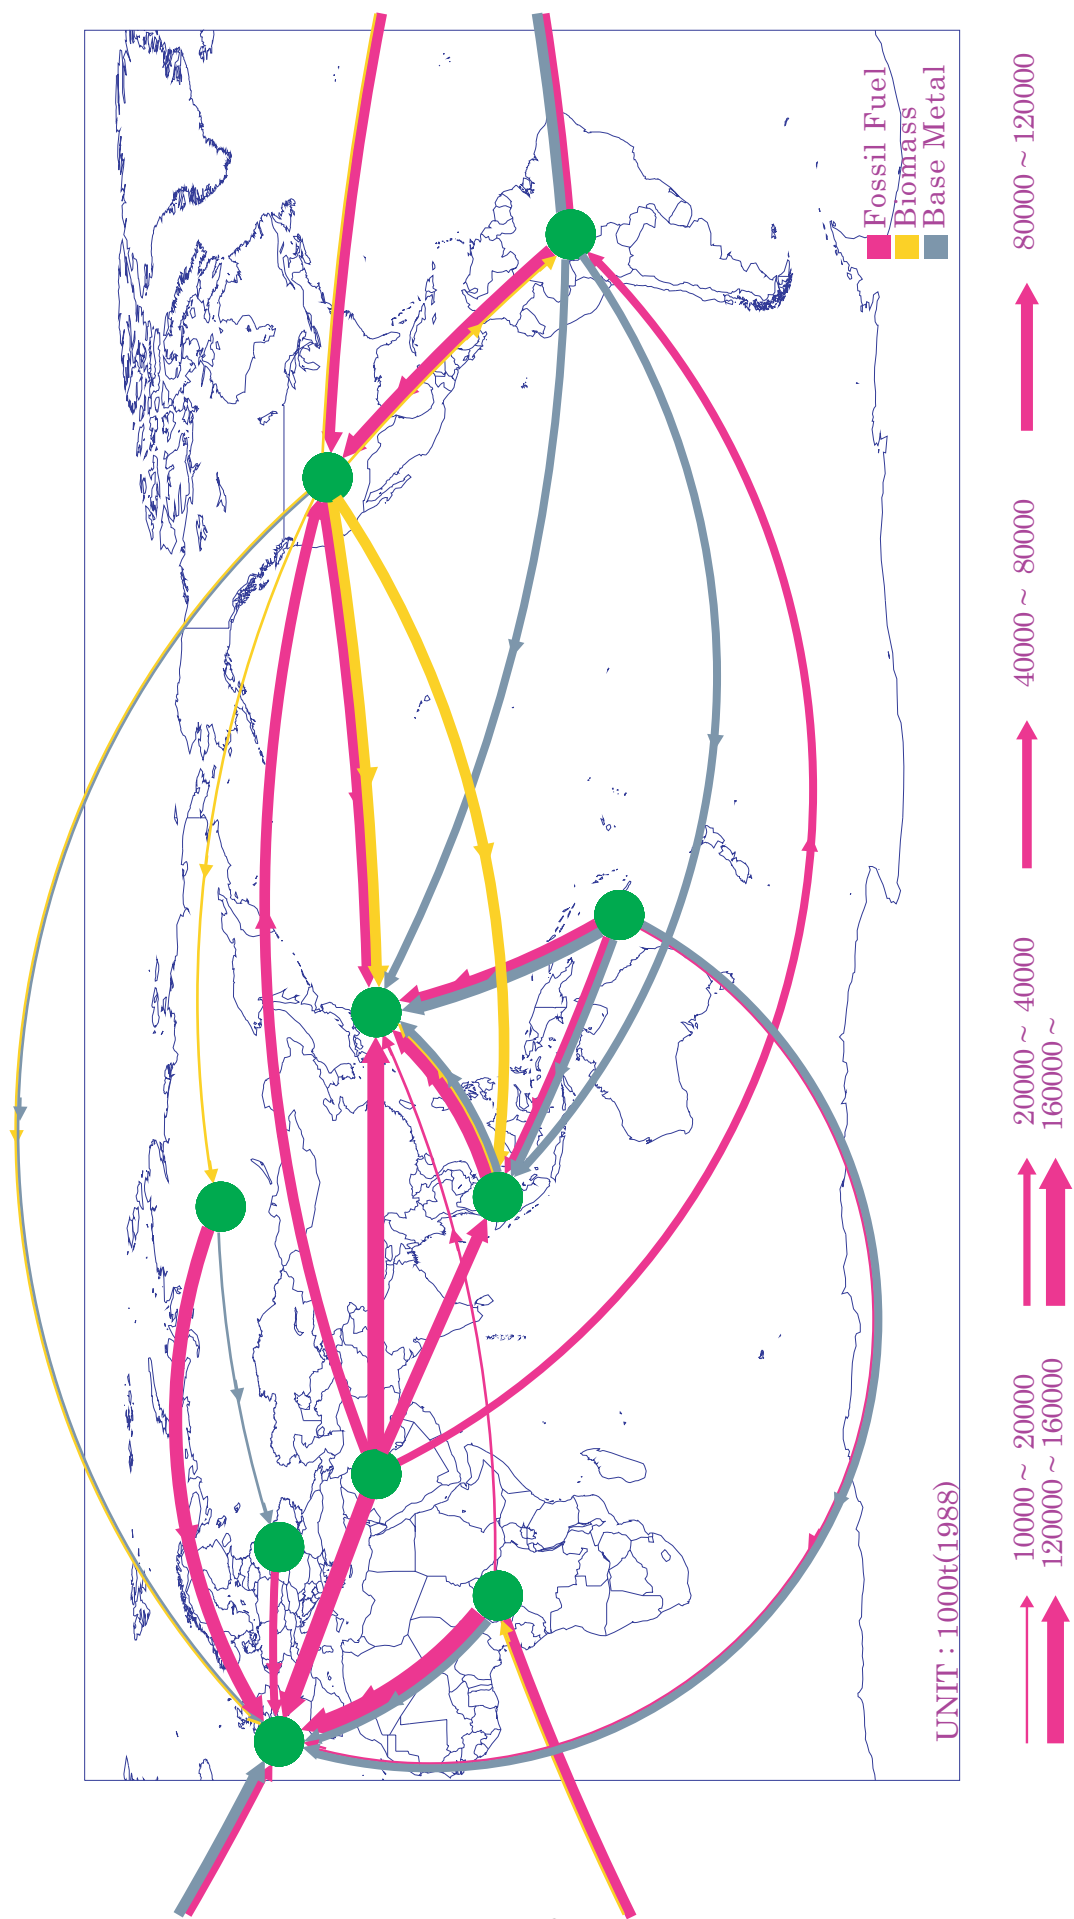 Fossil Fuel
Biomass
Base Metal
UNIT : 1000t(1988)
10000 ~ 20000
20000 ~ 40000
40000 ~ 80000
80000 ~ 120000
120000 ~ 160000
160000 ~